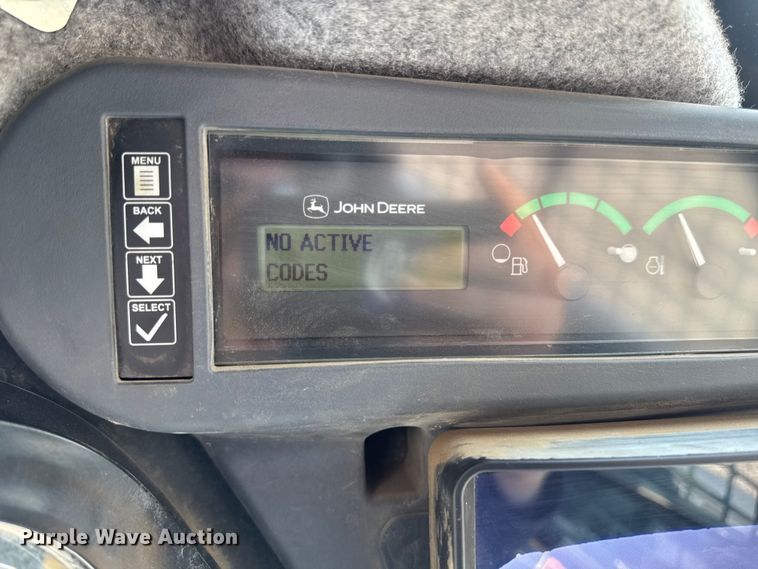 MENU
BACK
NEXT
SELECT
JOHN DEERE
NO ACTIVE
CODES
Purple Wave Auction